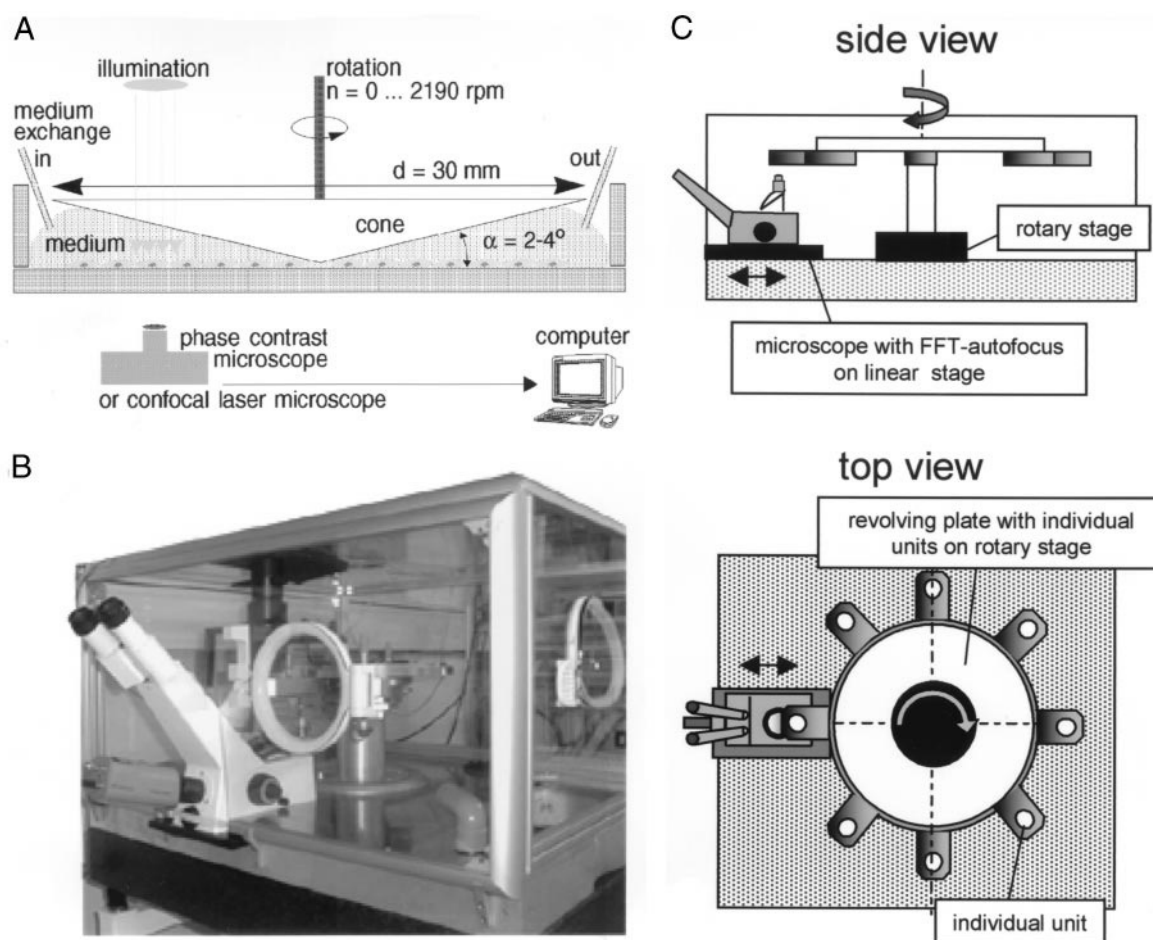 A
illumination
rotation
n = 0 ... 2190 rpm
medium
exchange
in
out
d = 30 mm
cone
medium
α = 2-4º
phase contrast
microscope
or confocal laser microscope
computer
B
C
side view
rotary stage
microscope with FFT-autofocus
on linear stage
top view
revolving plate with individual
units on rotary stage
individual unit